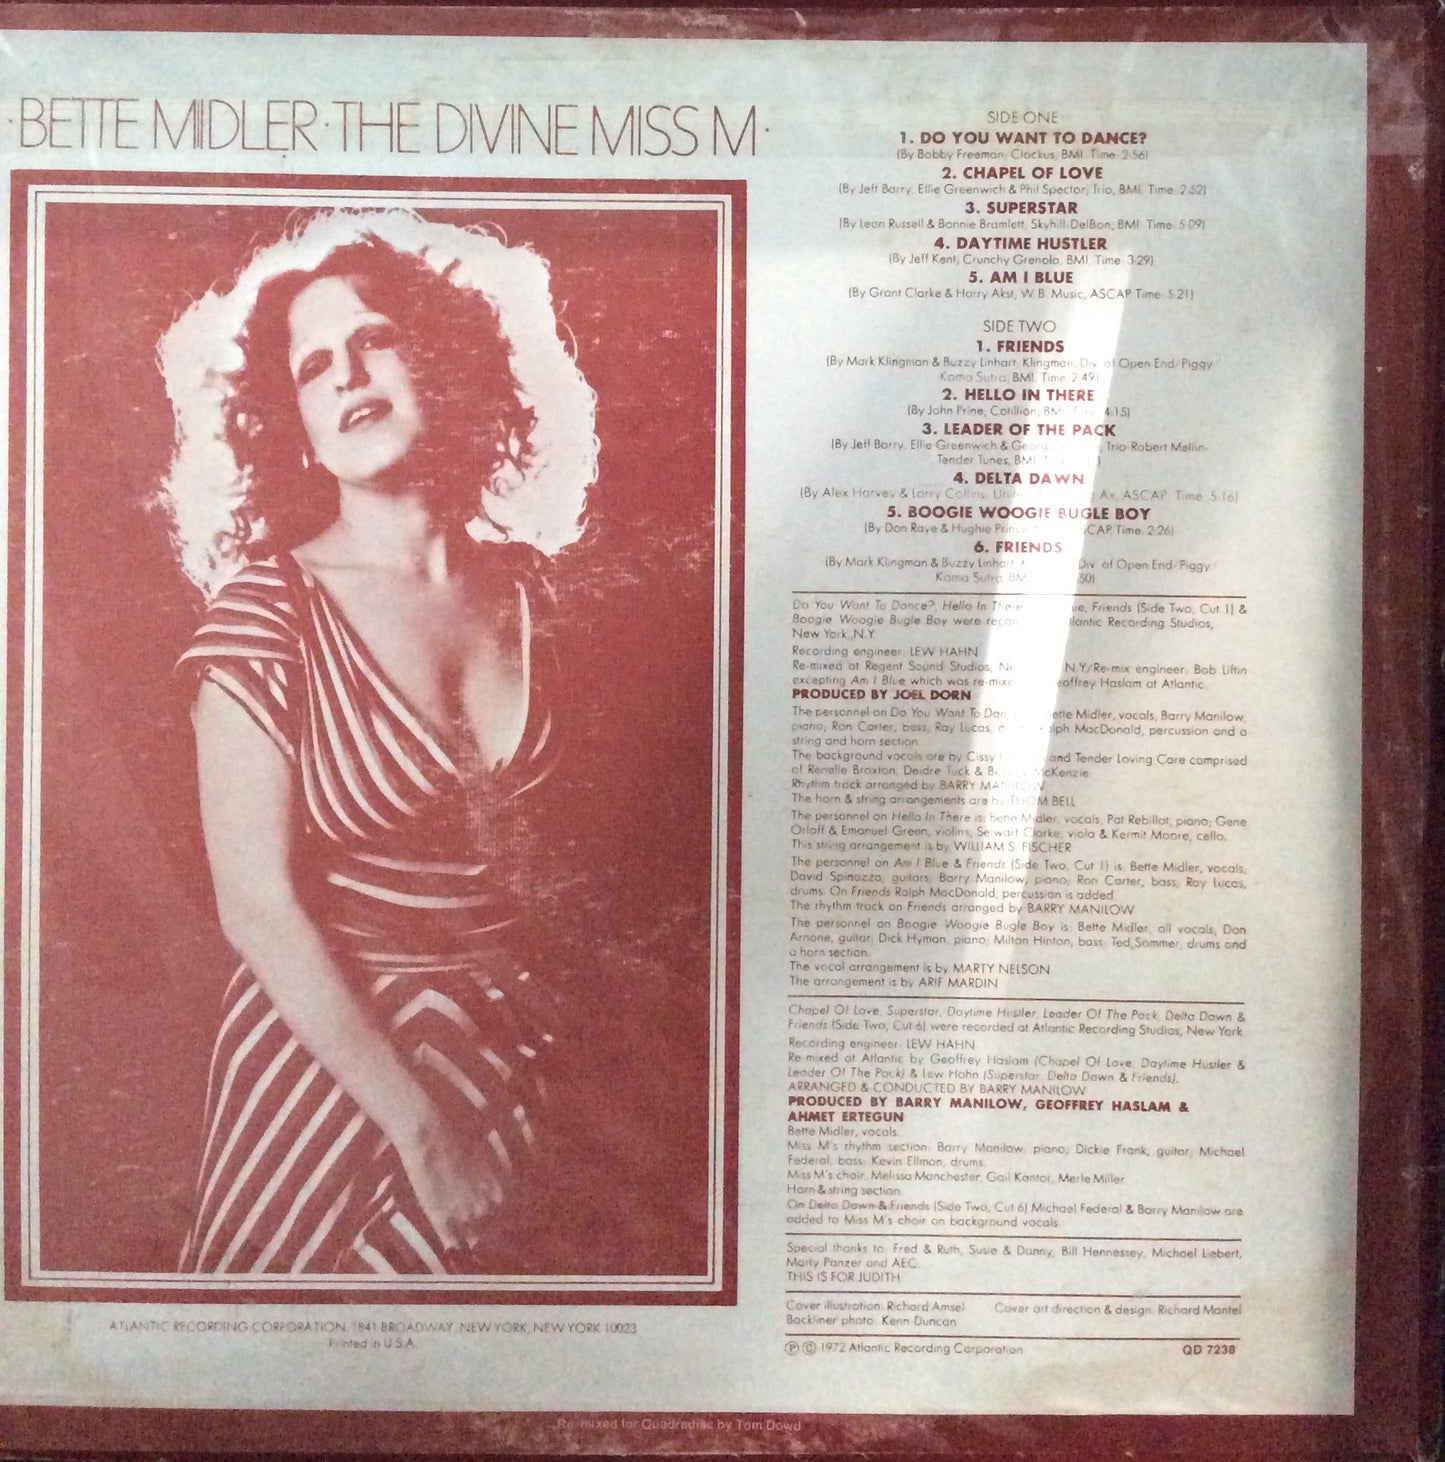 ·BETTE MIDLER·THE DIVINE MISS M·
SIDE ONE
1. DO YOU WANT TO DANCE?
(By Bobby Freeman, Clockus, BMI. Time: 2:56)
2. CHAPEL OF LOVE
(By Jeff Barry, Ellie Greenwich & Phil Spector, Trio, BMI. Time: 2:52)
3. SUPERSTAR
(By Leon Russell & Bonnie Bramlett, Skyhill-DelBon, BMI. Time: 5:09)
4. DAYTIME HUSTLER
(By Jeff Kent, Crunchy Grenola, BMI. Time: 3:29)
5. AM I BLUE
(By Grant Clarke & Harry Akst, W.B. Music, ASCAP. Time: 5:21)
SIDE TWO
1. FRIENDS
(By Mark Klingman & Buzzy Linhart, Klingman, Div. of Open End/Piggy/
Kama Sutra, BMI. Time: 2:49)
2. HELLO IN THERE
(By John Prine, Cotillion, BMI. Time: 4:15)
3. LEADER OF THE PACK
(By Jeff Barry, Ellie Greenwich & Trio-Robert Mellin-
Tender Tunes, BMI.
4. DELTA DAWN
(By Alex Harvey & Larry Collins, Ax, ASCAP. Time: 5:16)
5. BOOGIE WOOGIE BUGLE BOY
(By Don Raye & Hughie Prince, ASCAP. Time: 2:26)
6. FRIENDS
(By Mark Klingman & Buzzy Linhart, Div. of Open End/Piggy/
Kama Sutra, BMI. :50)
Do You Want To Dance?, Hello In There, Friends (Side Two, Cut 1) &
Boogie Woogie Bugle Boy were Atlantic Recording Studios,
New York, N.Y.
Recording engineer: LEW HAHN
Re-mixed at Regent Sound Studios, N.Y./Re-mix engineer: Bob Liftin
excepting Am I Blue which was re-mixed Geoffrey Haslam at Atlantic.
PRODUCED BY JOEL DORN
The personnel on Do You Want To Dance Bette Midler, vocals, Barry Manilow,
piano; Ron Carter, bass; Ray Lucas, Ralph MacDonald, percussion and a
string and horn section.
The background vocals are by Cissy and Tender Loving Care comprised
of Renelle Broxton, Deidre Tuck & McKenzie.
Rhythm track arranged by BARRY MANILOW
The horn & string arrangements are by THOM BELL
The personnel on Hello In There is: Bette Midler, vocals, Pat Rebillot, piano; Gene
Orloff & Emanuel Green, violins, Selwart Clarke, viola & Kermit Moore, cello.
This string arrangement is by WILLIAM S. FISCHER
The personnel on Am I Blue & Friends (Side Two, Cut 1) is: Bette Midler, vocals,
David Spinozza, guitars; Barry Manilow, piano; Ron Carter, bass; Ray Lucas,
drums. On Friends Ralph MacDonald, percussion is added.
The rhythm track on Friends arranged by BARRY MANILOW
The personnel on Boogie Woogie Bugle Boy is: Bette Midler, all vocals, Don
Arnone, guitar; Dick Hyman, piano; Milton Hinton, bass; Ted Sommer, drums and
a horn section.
The vocal arrangement is by MARTY NELSON
The arrangement is by ARIF MARDIN
Chapel Of Love, Superstar, Daytime Hustler, Leader Of The Pack, Delta Dawn &
Friends (Side Two, Cut 6) were recorded at Atlantic Recording Studios, New York
Recording engineer: LEW HAHN
Re-mixed at Atlantic by Geoffrey Haslam (Chapel Of Love, Daytime Hustler &
Leader Of The Pack) & Lew Hahn (Superstar, Delta Dawn & Friends).
ARRANGED & CONDUCTED BY BARRY MANILOW
PRODUCED BY BARRY MANILOW, GEOFFREY HASLAM &
AHMET ERTEGUN
Bette Midler, vocals.
Miss M's rhythm section: Barry Manilow, piano; Dickie Frank, guitar; Michael
Federal, bass; Kevin Ellman, drums.
Miss M's choir, Melissa Manchester, Gail Kantor, Merle Miller
Horn & string section.
On Delta Dawn & Friends (Side Two, Cut 6) Michael Federal & Barry Manilow are
added to Miss M's choir on background vocals.
Special thanks to: Fred & Ruth, Susie & Danny, Bill Hennessey, Michael Liebert,
Marty Panzer and AEC.
THIS IS FOR JUDITH
Cover illustration: Richard Amsel Cover art direction & design: Richard Mantel
Backliner photo: Kenn Duncan
ATLANTIC RECORDING CORPORATION, 1841 BROADWAY, NEW YORK, NEW YORK 10023
Printed in U.S.A.
℗ © 1972 Atlantic Recording Corporation QD 7238
Re-mixed for Quadradisc by Tom Dowd